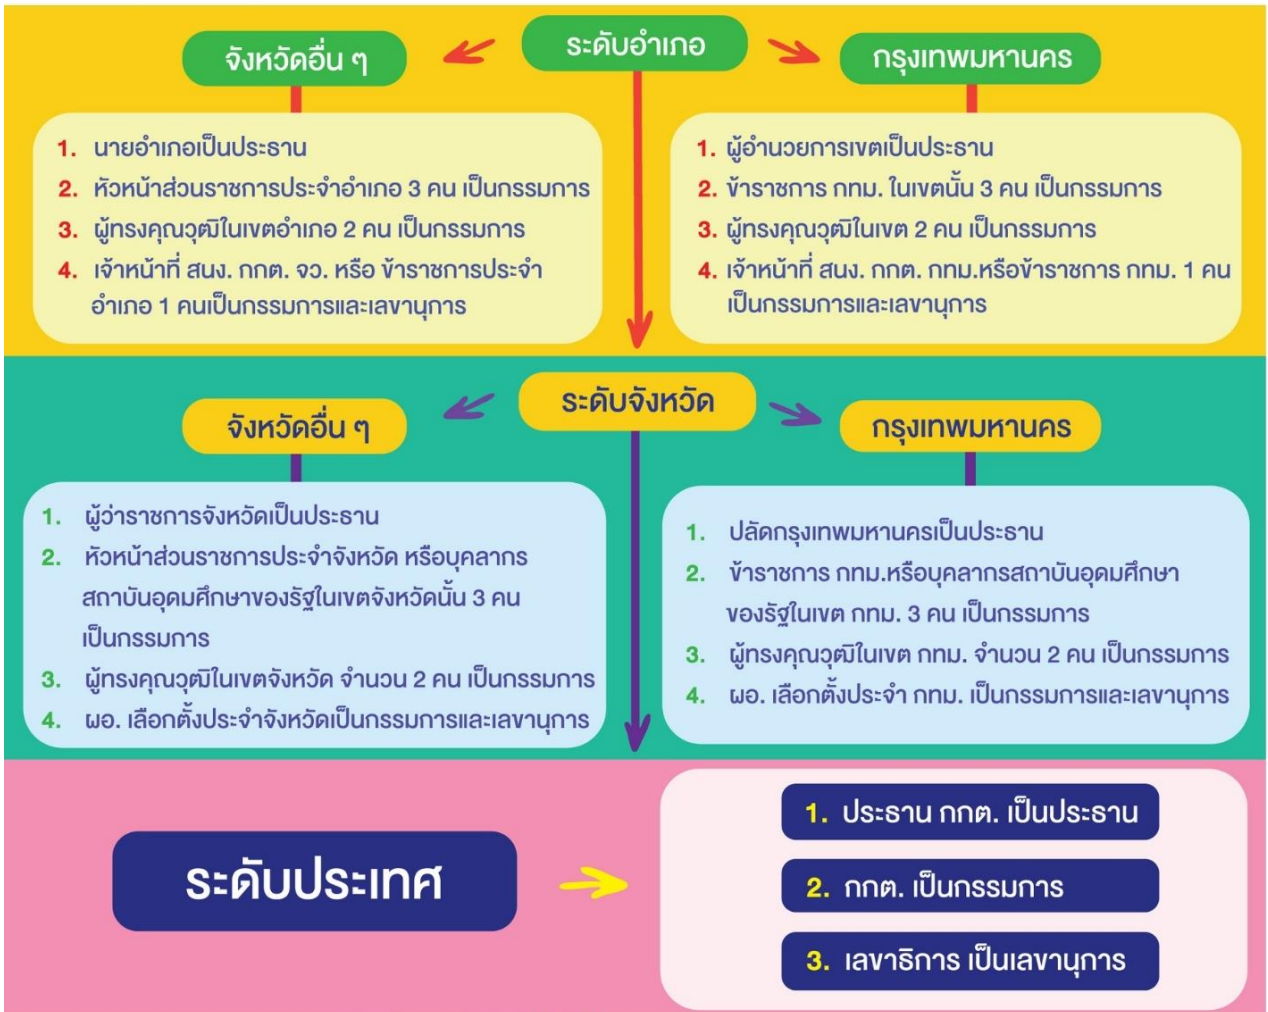 ระดับอำเภอ
จังหวัดอื่น ๆ
1. นายอำเภอเป็นประธาน
2. หัวหน้าส่วนราชการประจำอำเภอ 3 คน เป็นกรรมการ
3. ผู้ทรงคุณวุฒิในเขตอำเภอ 2 คน เป็นกรรมการ
4. เจ้าหน้าที่ สนง. กกต. จว. หรือ ข้าราชการประจำ
อำเภอ 1 คนเป็นกรรมการและเลขานุการ
กรุงเทพมหานคร
1. ผู้อำนวยการเขตเป็นประธาน
2. ข้าราชการ กทม. ในเขตนั้น 3 คน เป็นกรรมการ
3. ผู้ทรงคุณวุฒิในเขต 2 คน เป็นกรรมการ
4. เจ้าหน้าที่ สนง. กกต. กทม.หรือข้าราชการ กทม. 1 คน
เป็นกรรมการและเลขานุการ
ระดับจังหวัด
จังหวัดอื่น ๆ
1. ผู้ว่าราชการจังหวัดเป็นประธาน
2. หัวหน้าส่วนราชการประจำจังหวัด หรือบุคลากร
สถาบันอุดมศึกษาของรัฐในเขตจังหวัดนั้น 3 คน
เป็นกรรมการ
3. ผู้ทรงคุณวุฒิในเขตจังหวัด จำนวน 2 คน เป็นกรรมการ
4. ผอ. เลือกตั้งประจำจังหวัดเป็นกรรมการและเลขานุการ
กรุงเทพมหานคร
1. ปลัดกรุงเทพมหานครเป็นประธาน
2. ข้าราชการ กทม.หรือบุคลากรสถาบันอุดมศึกษา
ของรัฐในเขต กทม. 3 คน เป็นกรรมการ
3. ผู้ทรงคุณวุฒิในเขต กทม. จำนวน 2 คน เป็นกรรมการ
4. ผอ. เลือกตั้งประจำ กทม. เป็นกรรมการและเลขานุการ
ระดับประเทศ
1. ประธาน กกต. เป็นประธาน
2. กกต. เป็นกรรมการ
3. เลขาธิการ เป็นเลขานุการ